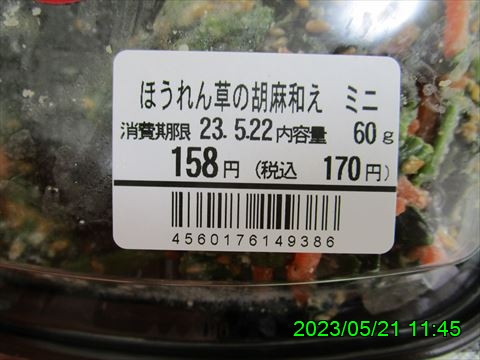 ほうれん草の胡麻和え ミニ
消費期限 23. 5.22 内容量 60g
158円 (税込 170円)
4560176149386
2023/05/21 11:45